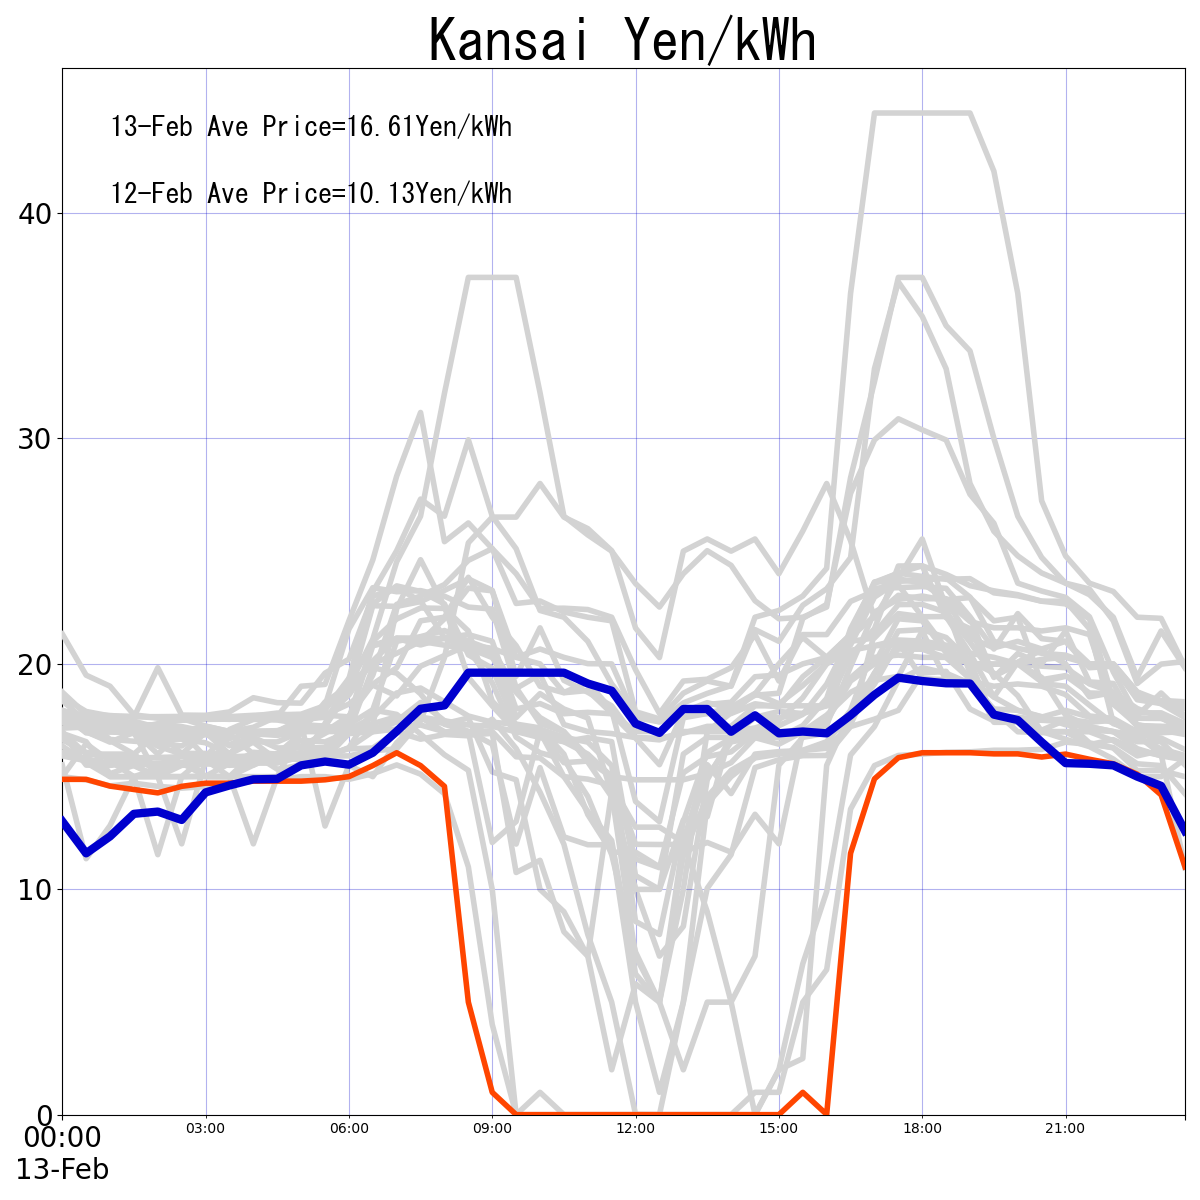 Kansai Yen/kWh
13-Feb Ave Price=16.61Yen/kWh
12-Feb Ave Price=10.13Yen/kWh
40
30
20
10
0
00:00 03:00 06:00 09:00 12:00 15:00 18:00 21:00
13-Feb